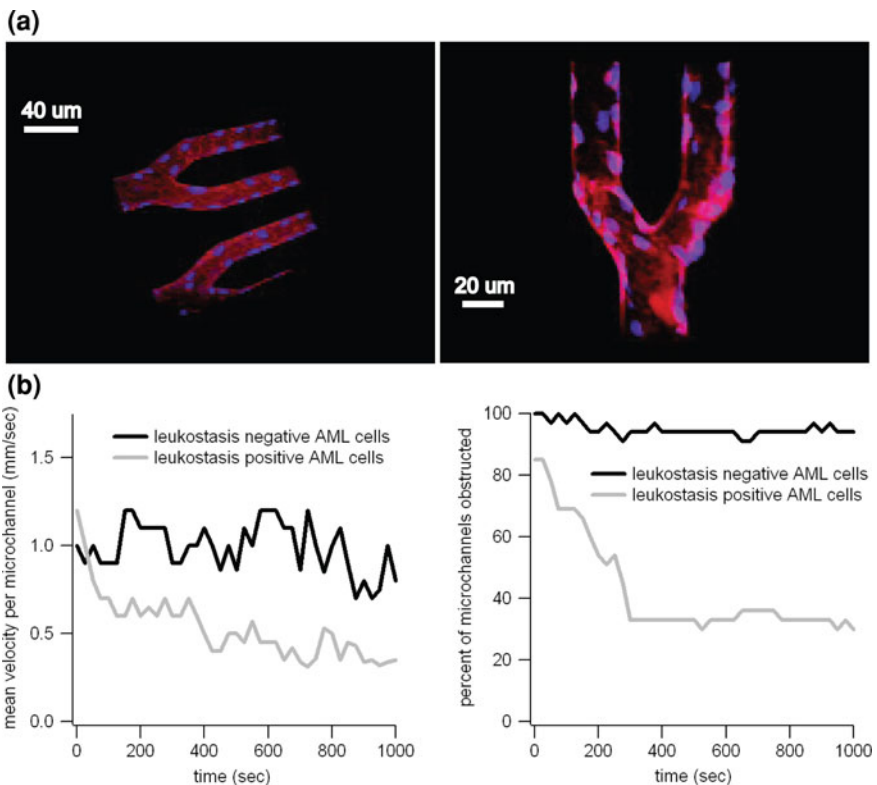 (a)
40 um
20 um
(b)
mean velocity per microchannel (mm/sec)
1.5
1.0
0.5
0.0
leukostasis negative AML cells
leukostasis positive AML cells
0 200 400 600 800 1000
time (sec)
percent of microchannels obstructed
100
80
60
40
20
0
leukostasis negative AML cells
leukostasis positive AML cells
0 200 400 600 800 1000
time (sec)